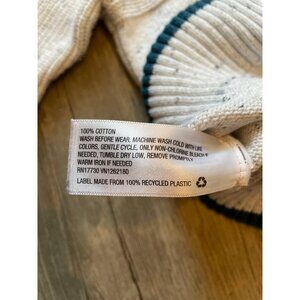 100% COTTON
WASH BEFORE WEAR, MACHINE WASH COLD WITH LIKE
COLORS, GENTLE CYCLE, ONLY NON-CHLORINE BLEACH IF
NEEDED, TUMBLE DRY LOW, REMOVE PROMPTLY
WARM IRON IF NEEDED
RN17730 VN1262180
LABEL MADE FROM 100% RECYCLED PLASTIC